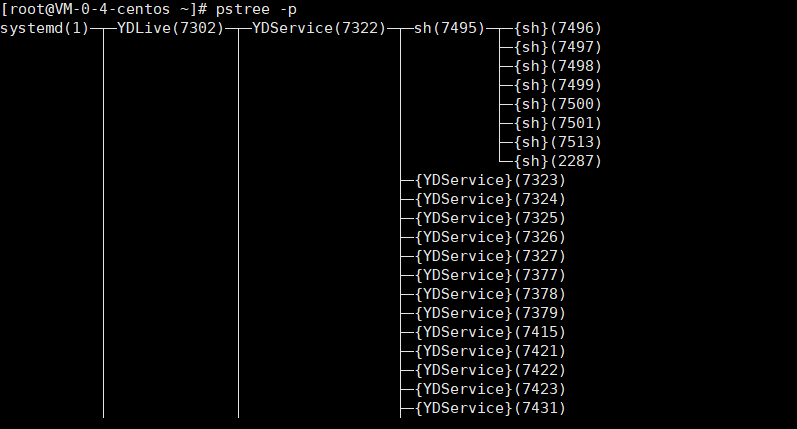 [root@VM-0-4-centos ~]# pstree -p
systemd(1)─┬─YDLive(7302)─┬─YDService(7322)─┬─sh(7495)─┬─{sh}(7496)
{sh}(7497)
{sh}(7498)
{sh}(7499)
{sh}(7500)
{sh}(7501)
{sh}(7513)
{sh}(2287)
{YDService}(7323)
{YDService}(7324)
{YDService}(7325)
{YDService}(7326)
{YDService}(7327)
{YDService}(7377)
{YDService}(7378)
{YDService}(7379)
{YDService}(7415)
{YDService}(7421)
{YDService}(7422)
{YDService}(7423)
{YDService}(7431)